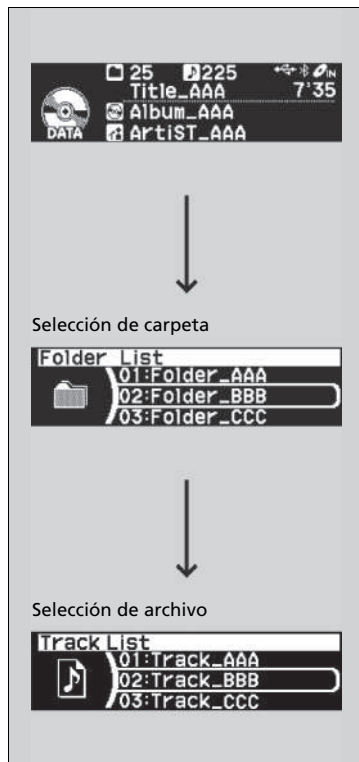 25 225 IN
Title_AAA 7'35
Album_AAA
DATA ArtiST_AAA
Selección de carpeta
Folder List
01:Folder_AAA
02:Folder_BBB
03:Folder_CCC
Selección de archivo
Track List
01:Track_AAA
02:Track_BBB
03:Track_CCC